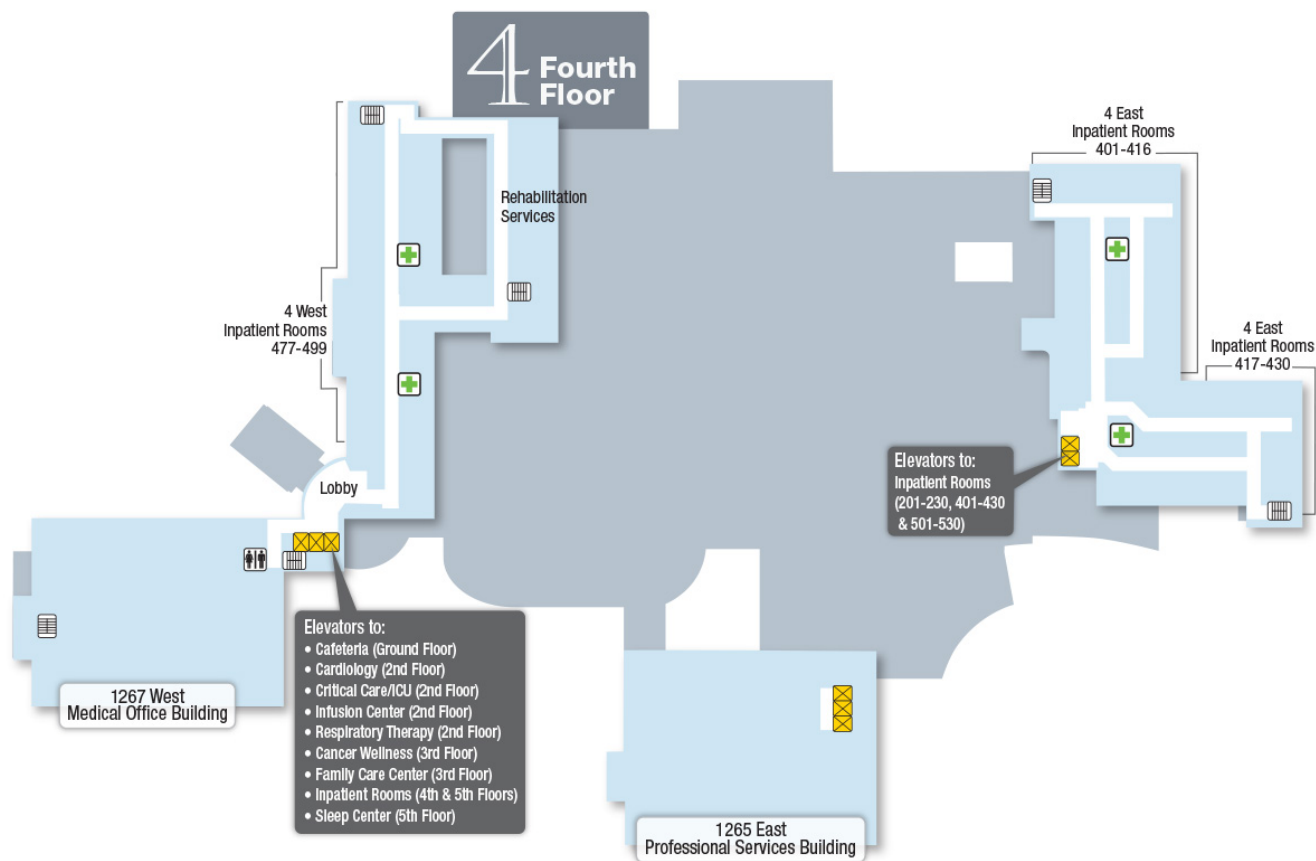 4 Fourth
Floor
4 East
Inpatient Rooms
401-416
Rehabilitation
Services
4 West
Inpatient Rooms
477-499
4 East
Inpatient Rooms
417-430
Lobby
Elevators to:
Inpatient Rooms
(201-230, 401-430
& 501-530)
Elevators to:
• Cafeteria (Ground Floor)
• Cardiology (2nd Floor)
• Critical Care/ICU (2nd Floor)
• Infusion Center (2nd Floor)
• Respiratory Therapy (2nd Floor)
• Cancer Wellness (3rd Floor)
• Family Care Center (3rd Floor)
• Inpatient Rooms (4th & 5th Floors)
• Sleep Center (5th Floor)
1267 West
Medical Office Building
1265 East
Professional Services Building